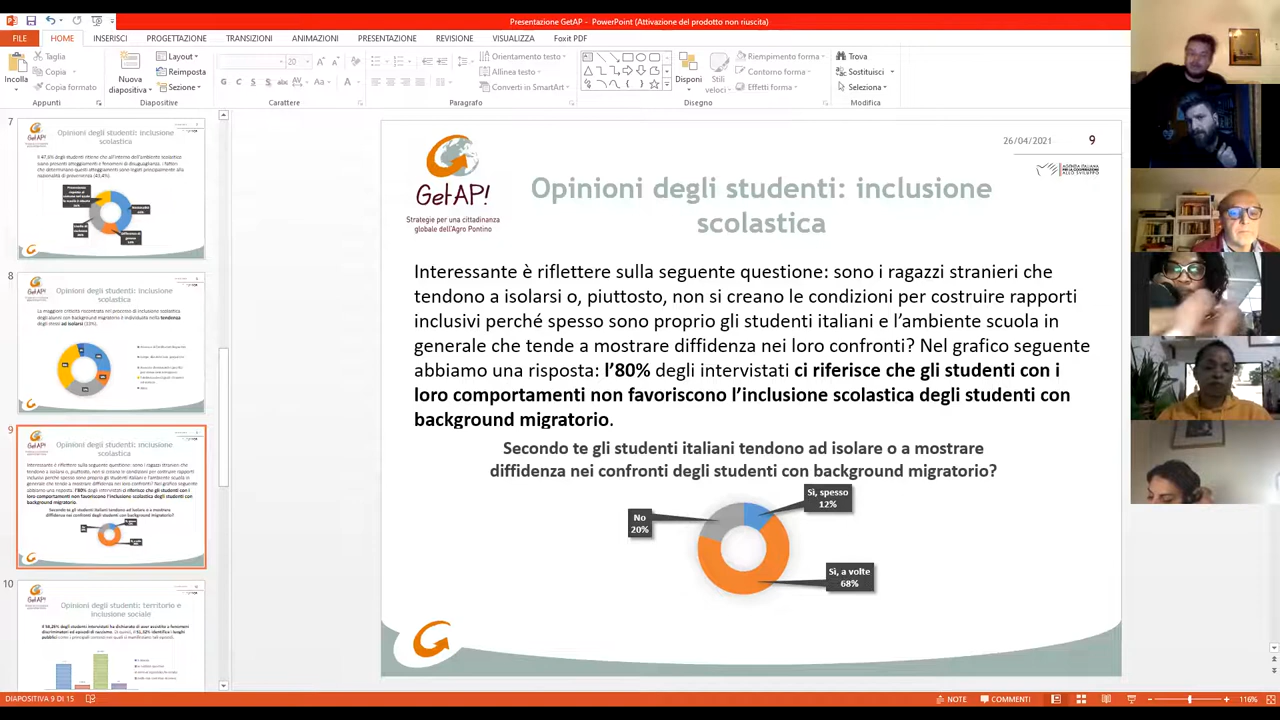 Presentazione GetAP - PowerPoint (Attivazione del prodotto non riuscita)
FILE HOME INSERISCI PROGETTAZIONE TRANSIZIONI ANIMAZIONI PRESENTAZIONE REVISIONE VISUALIZZA Foxit PDF
Incolla
Taglia
Copia
Copia formato
Appunti
Nuova diapositiva
Layout
Reimposta
Sezione
Diapositive
20
Carattere
Orientamento testo
Allinea testo
Converti in SmartArt
Paragrafo
Disponi
Stili veloci
Riempimento forma
Contorno forma
Effetti forma
Disegno
Trova
Sostituisci
Seleziona
Modifica
7
Opinioni degli studenti: inclusione
scolastica
8
Opinioni degli studenti: inclusione
scolastica
9
Opinioni degli studenti: inclusione
scolastica
10
Opinioni degli studenti: territorio e
inclusione sociale
26/04/2021 9
AGENZIA ITALIANA
PER LA COOPERAZIONE
ALLO SVILUPPO
GetAP!
Strategie per una cittadinanza
globale dell'Agro Pontino
Opinioni degli studenti: inclusione
scolastica
Interessante è riflettere sulla seguente questione: sono i ragazzi stranieri che
tendono a isolarsi o, piuttosto, non si creano le condizioni per costruire rapporti
inclusivi perché spesso sono proprio gli studenti italiani e l'ambiente scuola in
generale che tende a mostrare diffidenza nei loro confronti? Nel grafico seguente
abbiamo una risposta: l'80% degli intervistati ci riferisce che gli studenti con i
loro comportamenti non favoriscono l'inclusione scolastica degli studenti con
background migratorio.
Secondo te gli studenti italiani tendono ad isolare o a mostrare
diffidenza nei confronti degli studenti con background migratorio?
Sì, spesso
12%
No
20%
Sì, a volte
68%
DIAPOSITIVA 9 DI 15
NOTE
COMMENTI
116%